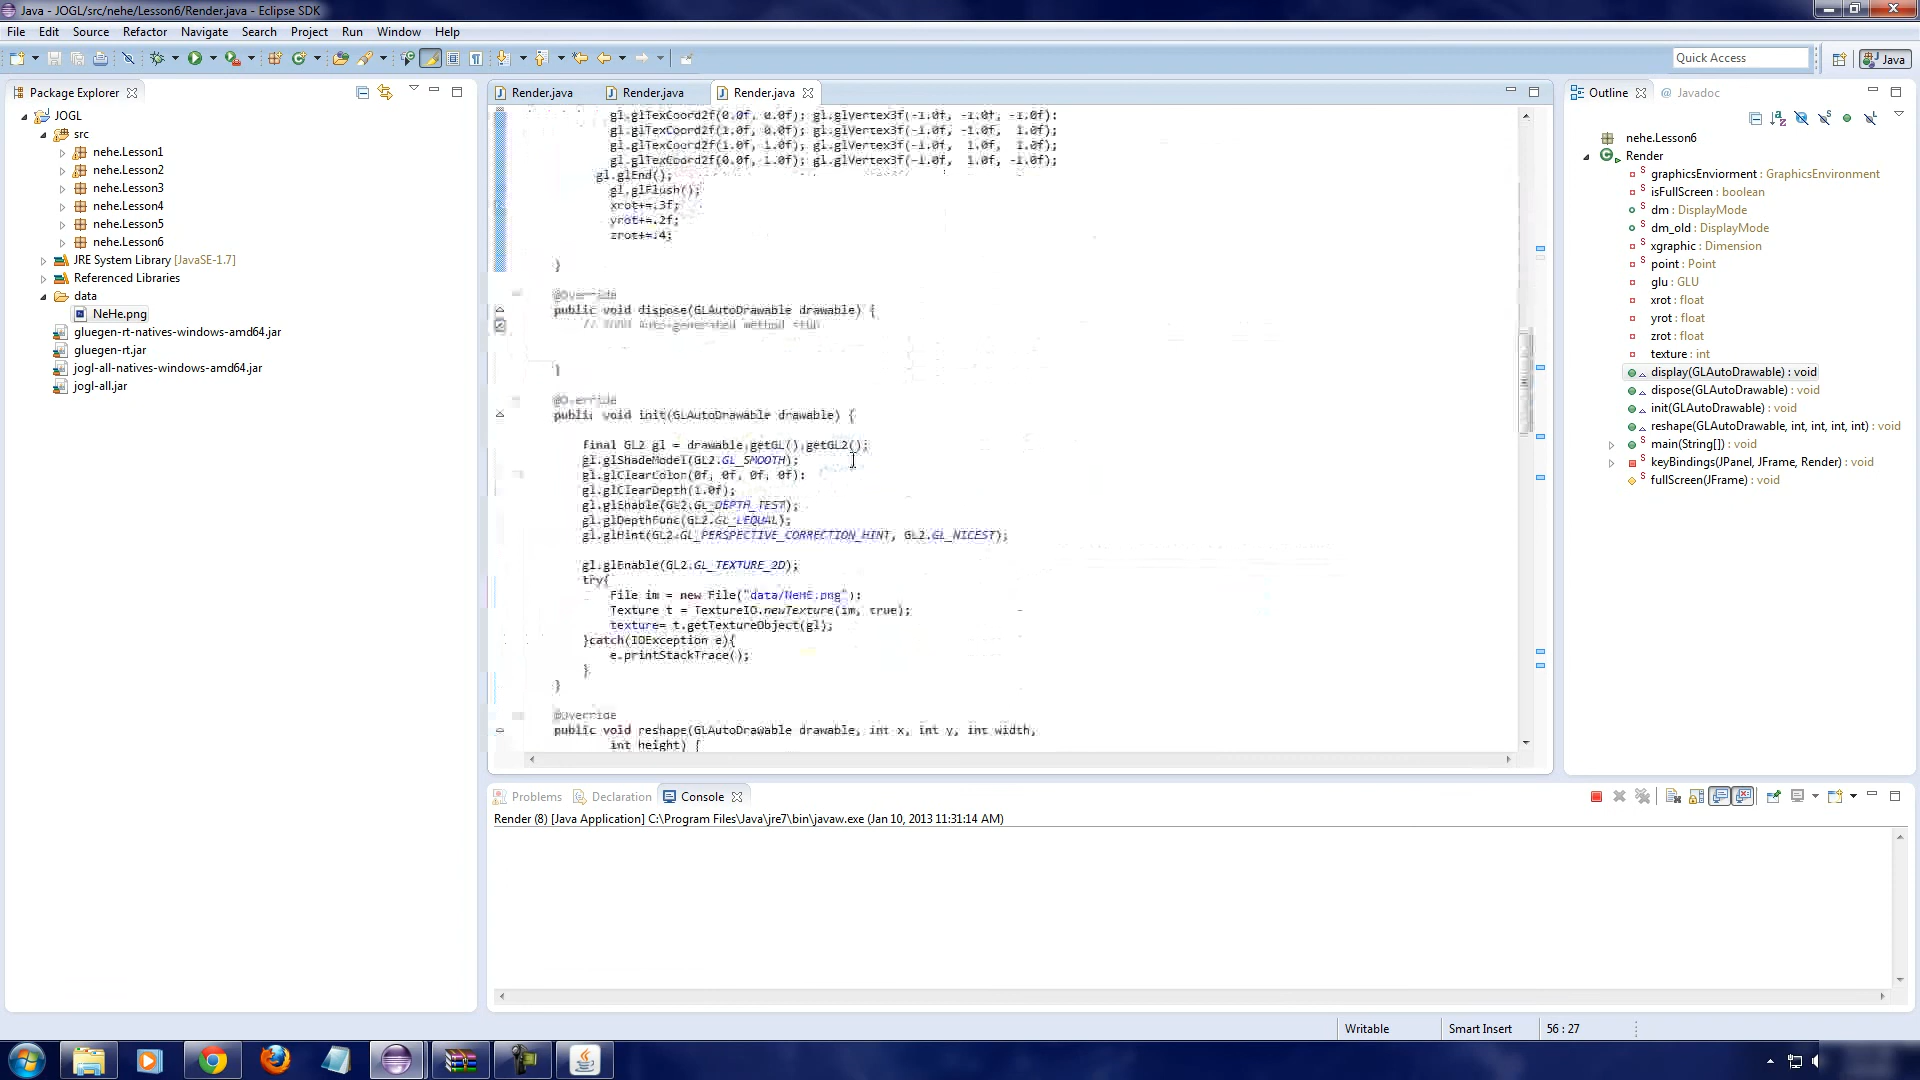 Java - JOGL/src/nehe/Lesson6/Render.java - Eclipse SDK
File Edit Source Refactor Navigate Search Project Run Window Help
Quick Access
Java
Package Explorer
JOGL
src
nehe.Lesson1
nehe.Lesson2
nehe.Lesson3
nehe.Lesson4
nehe.Lesson5
nehe.Lesson6
JRE System Library [JavaSE-1.7]
Referenced Libraries
data
NeHe.png
gluegen-rt-natives-windows-amd64.jar
gluegen-rt.jar
jogl-all-natives-windows-amd64.jar
jogl-all.jar
Render.java Render.java Render.java
gl.glTexCoord2f(0.0f, 0.0f); gl.glVertex3f(-1.0f, -1.0f, -1.0f);
gl.glTexCoord2f(1.0f, 0.0f); gl.glVertex3f(-1.0f, -1.0f, 1.0f);
gl.glTexCoord2f(1.0f, 1.0f); gl.glVertex3f(-1.0f, 1.0f, 1.0f);
gl.glTexCoord2f(0.0f, 1.0f); gl.glVertex3f(-1.0f, 1.0f, -1.0f);
gl.glEnd();
gl.glFlush();
xrot+=.3f;
yrot+=.2f;
zrot+=.4;
}
@Override
public void dispose(GLAutoDrawable drawable) {
// TODO Auto-generated method stub
}
@Override
public void init(GLAutoDrawable drawable) {
final GL2 gl = drawable.getGL().getGL2();
gl.glShadeModel(GL2.GL_SMOOTH);
gl.glClearColor(0f, 0f, 0f, 0f);
gl.glClearDepth(1.0f);
gl.glEnable(GL2.GL_DEPTH_TEST);
gl.glDepthFunc(GL2.GL_LEQUAL);
gl.glHint(GL2.GL_PERSPECTIVE_CORRECTION_HINT, GL2.GL_NICEST);
gl.glEnable(GL2.GL_TEXTURE_2D);
try{
File im = new File("data/NeHE.png");
Texture t = TextureIO.newTexture(im, true);
texture= t.getTextureObject(gl);
}catch(IOException e){
e.printStackTrace();
}
}
@Override
public void reshape(GLAutoDrawable drawable, int x, int y, int width,
int height) {
Outline Javadoc
nehe.Lesson6
Render
graphicsEnviorment : GraphicsEnvironment
isFullScreen : boolean
dm : DisplayMode
dm_old : DisplayMode
xgraphic : Dimension
point : Point
glu : GLU
xrot : float
yrot : float
zrot : float
texture : int
display(GLAutoDrawable) : void
dispose(GLAutoDrawable) : void
init(GLAutoDrawable) : void
reshape(GLAutoDrawable, int, int, int, int) : void
main(String[]) : void
keyBindings(JPanel, JFrame, Render) : void
fullScreen(JFrame) : void
Problems Declaration Console
Render (8) [Java Application] C:\Program Files\Java\jre7\bin\javaw.exe (Jan 10, 2013 11:31:14 AM)
Writable Smart Insert 56 : 27